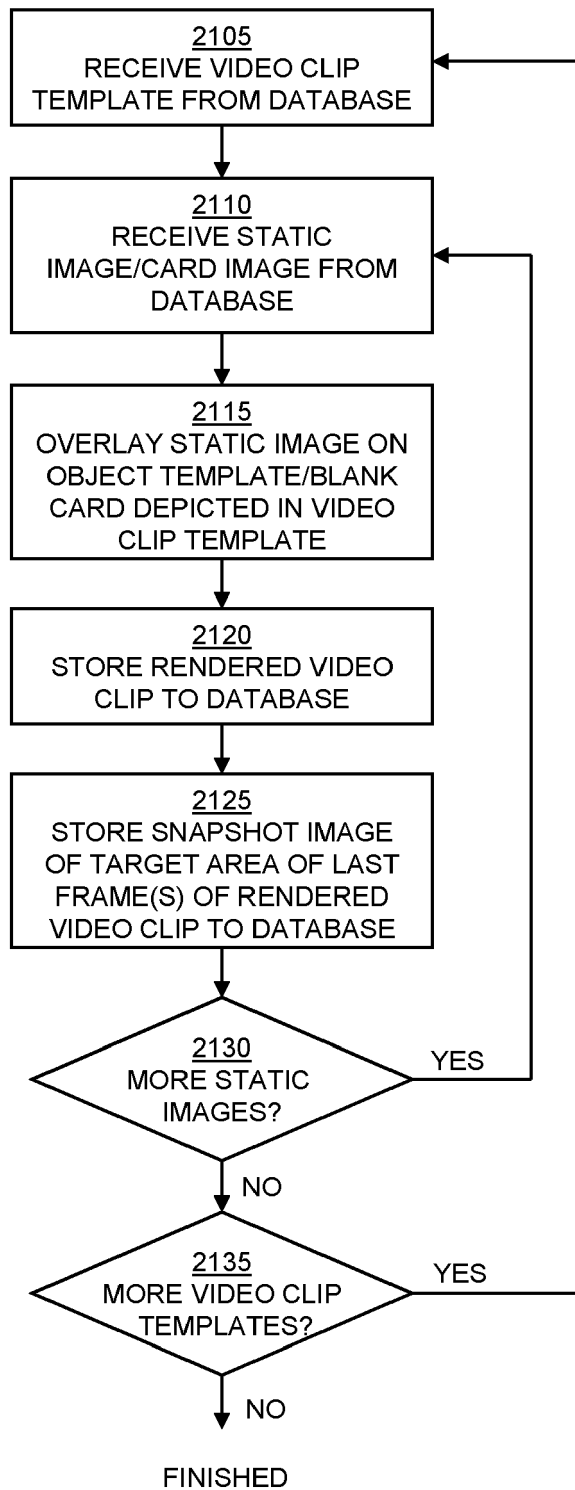 2105
RECEIVE VIDEO CLIP
TEMPLATE FROM DATABASE
2110
RECEIVE STATIC
IMAGE/CARD IMAGE FROM
DATABASE
2115
OVERLAY STATIC IMAGE ON
OBJECT TEMPLATE/BLANK
CARD DEPICTED IN VIDEO
CLIP TEMPLATE
2120
STORE RENDERED VIDEO
CLIP TO DATABASE
2125
STORE SNAPSHOT IMAGE
OF TARGET AREA OF LAST
FRAME(S) OF RENDERED
VIDEO CLIP TO DATABASE
2130
MORE STATIC
IMAGES?
YES
NO
2135
MORE VIDEO CLIP
TEMPLATES?
YES
NO
FINISHED